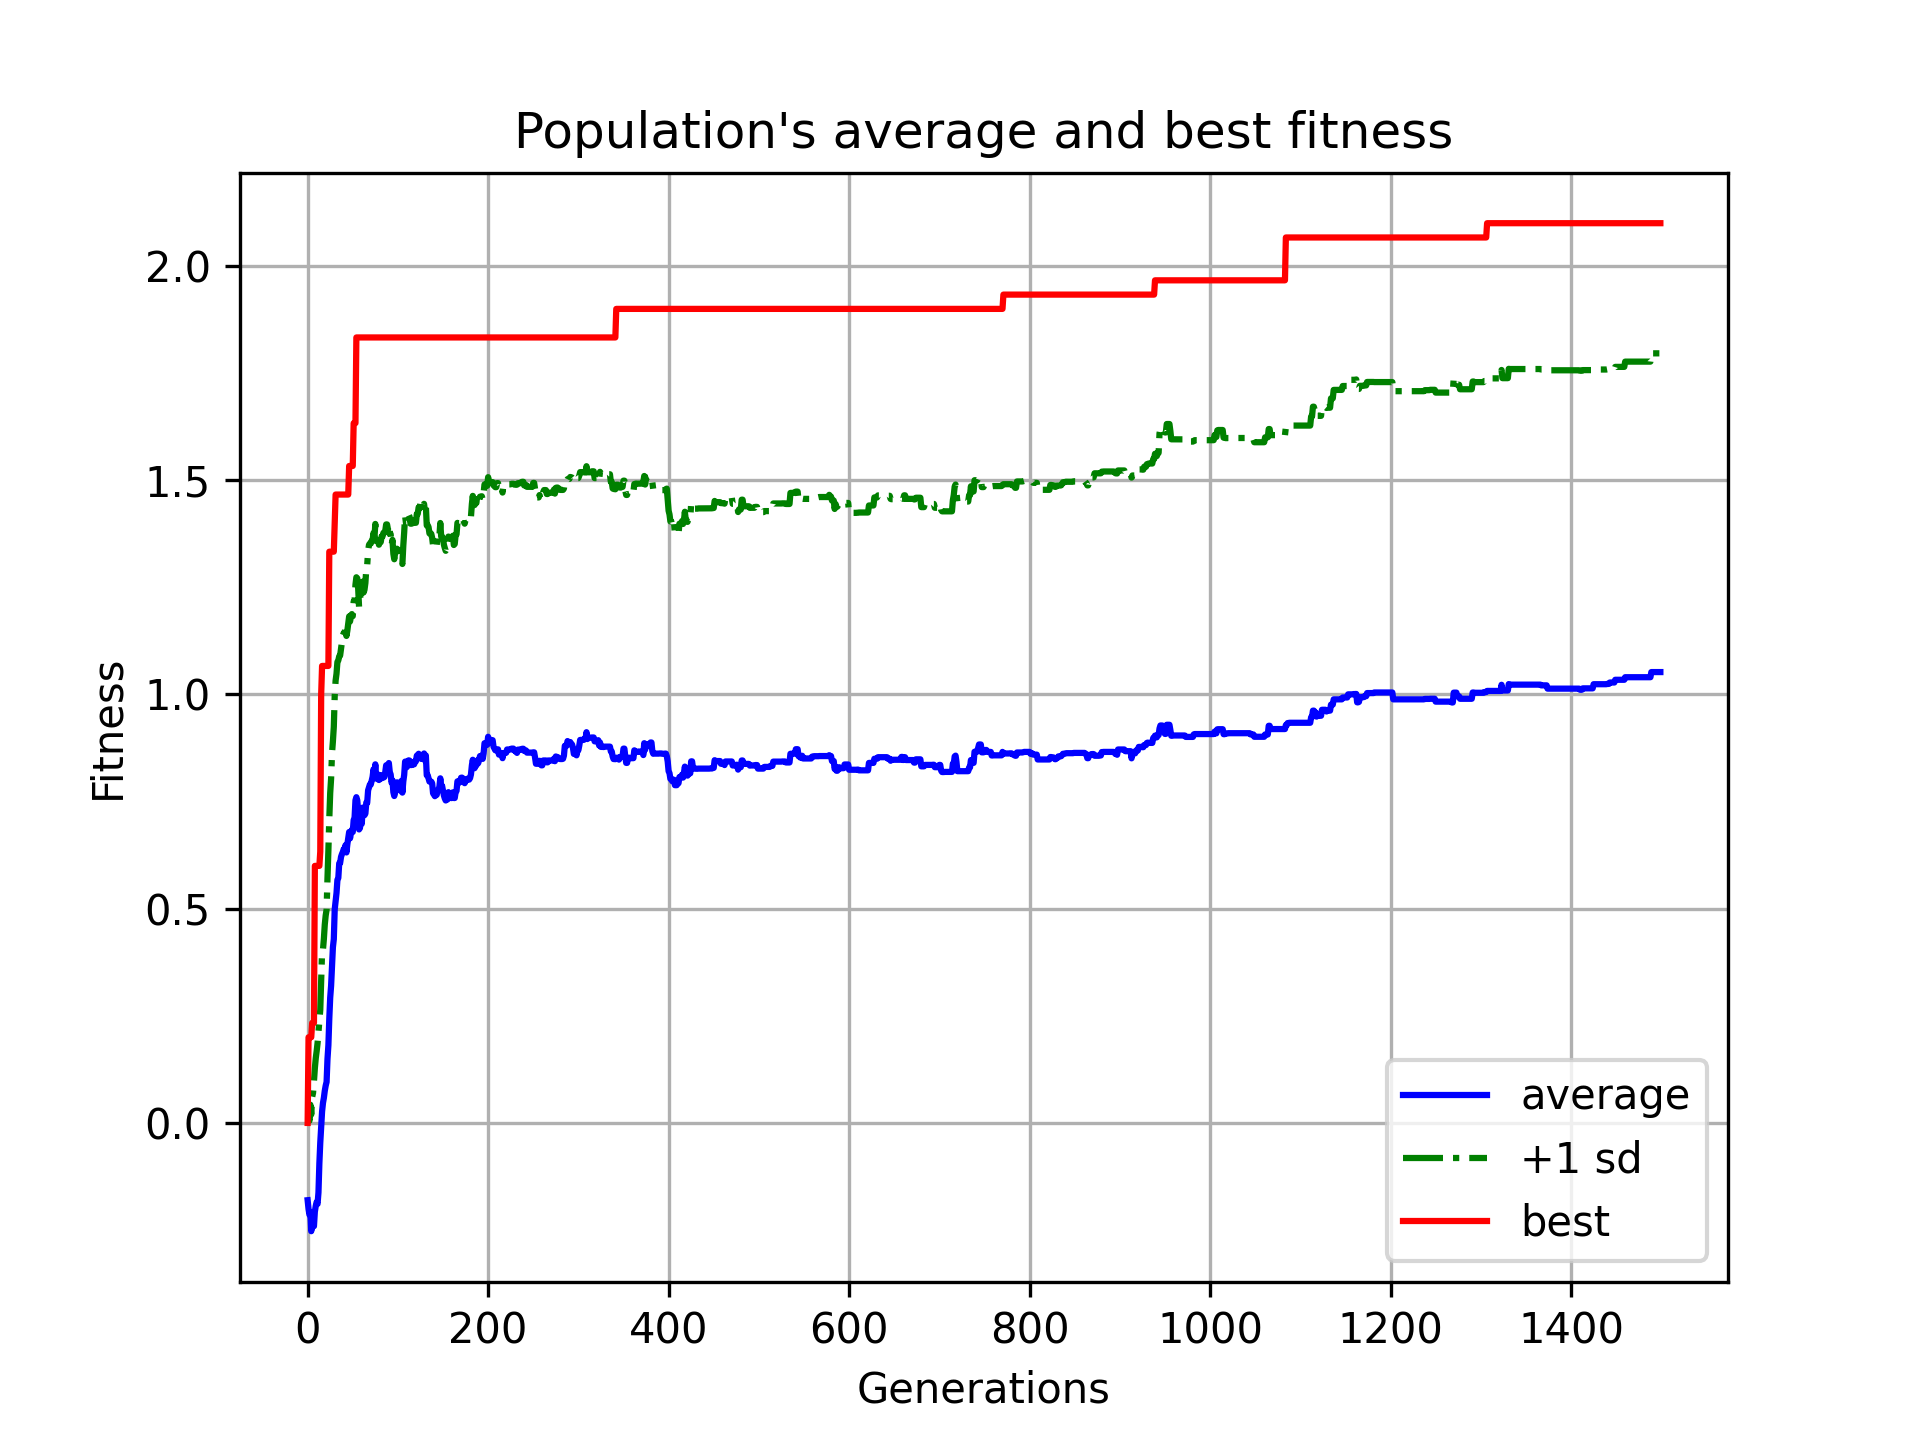 Population's average and best fitness
Fitness
2.0
1.5
1.0
0.5
0.0
0 200 400 600 800 1000 1200 1400
Generations
average
+1 sd
best